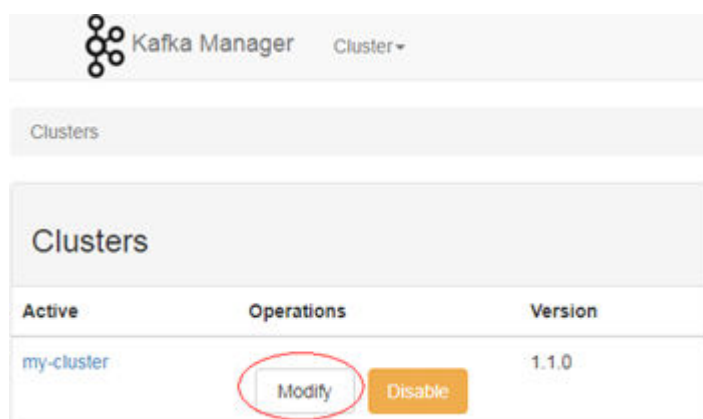 Kafka Manager Cluster
Clusters
Clusters
Active Operations Version
my-cluster Modify Disable 1.1.0